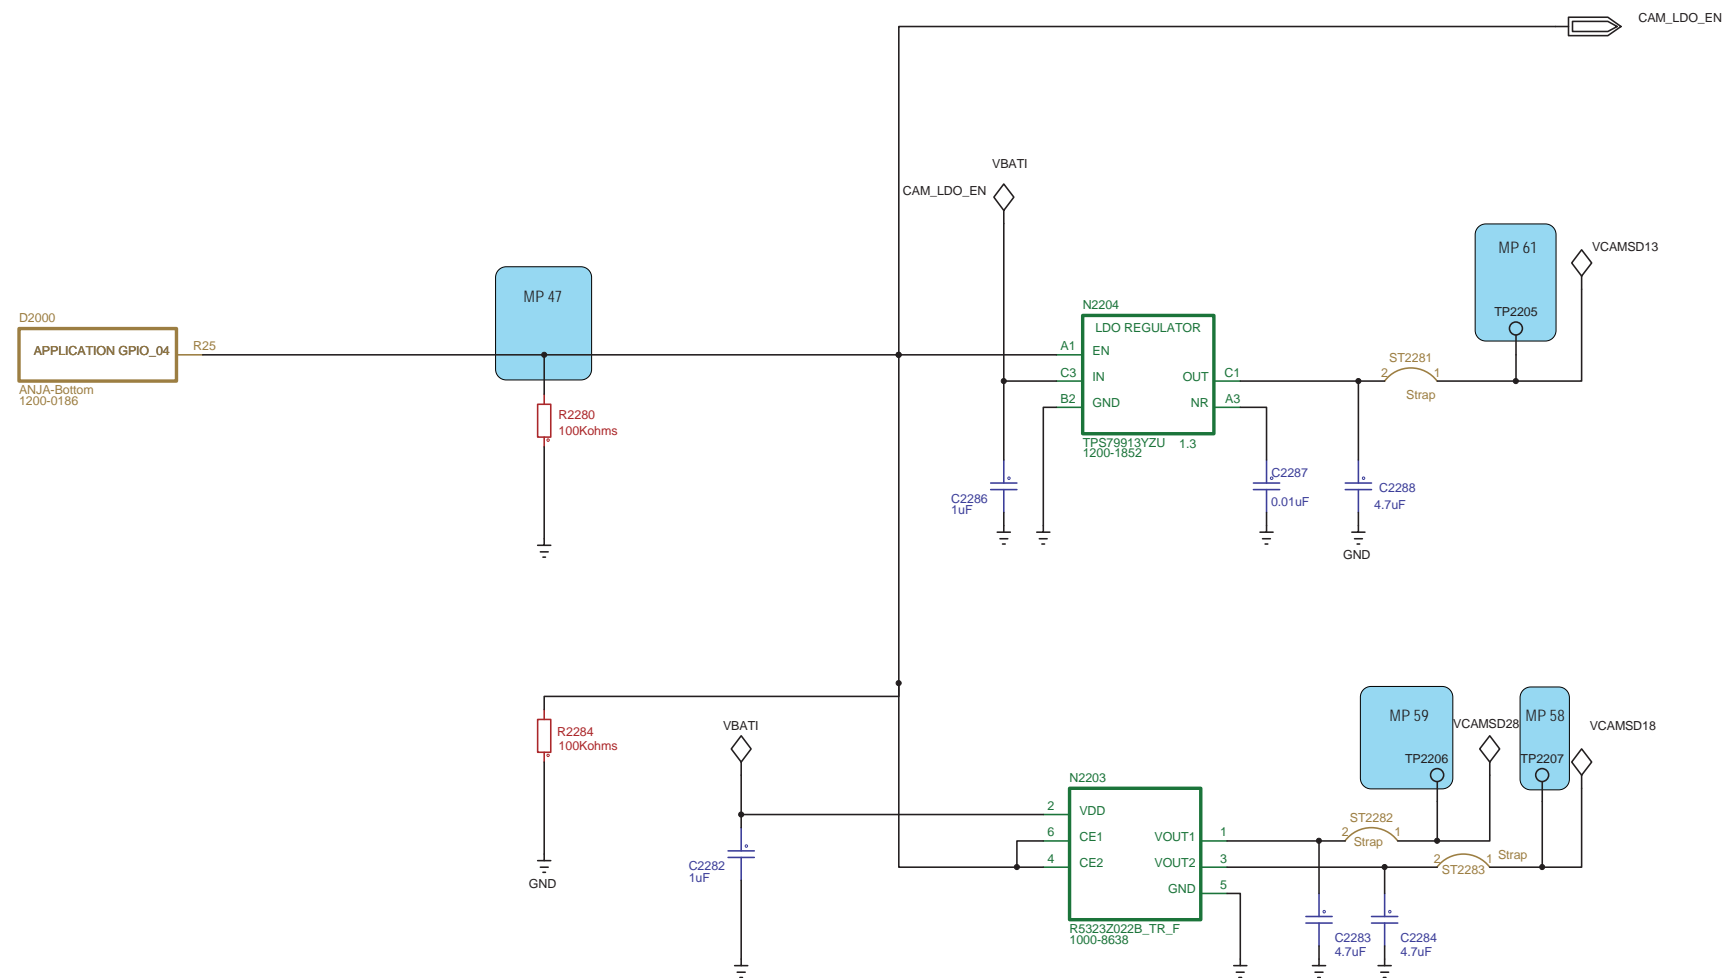 CAM_LDO_EN
VBATI
CAM_LDO_EN
MP 61
VCAMSD13
TP2205
MP 47
D2000
APPLICATION GPIO_04
R25
ANJA-Bottom
1200-0186
R2280
100Kohms
N2204
LDO REGULATOR
A1
EN
C3
IN
OUT
C1
B2
GND
NR
A3
TPS79913YZU
1.3
1200-1852
ST2281
2
1
Strap
C2286
1uF
C2287
0.01uF
C2288
4.7uF
GND
R2284
100Kohms
GND
VBATI
C2282
1uF
N2203
2
VDD
6
CE1
VOUT1
1
4
CE2
VOUT2
3
GND
5
R5323Z022B_TR_F
1000-8638
MP 59
VCAMSD28
MP 58
VCAMSD18
TP2206
TP2207
ST2282
2
1
Strap
2
1
Strap
ST2283
C2283
4.7uF
C2284
4.7uF